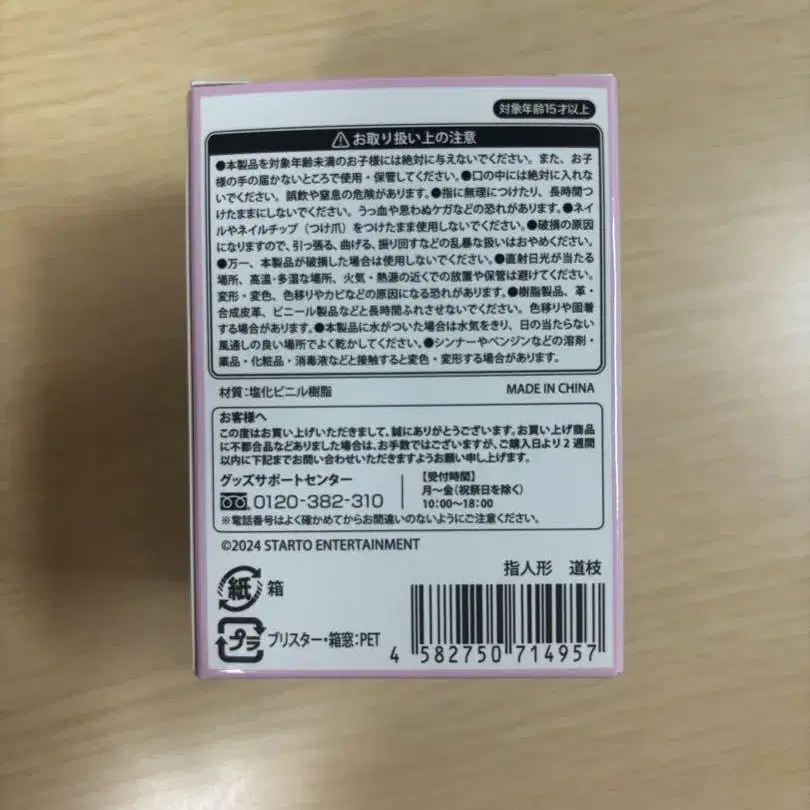 対象年齢15才以上
お取り扱い上の注意
●本製品を対象年齢未満のお子様には絶対に与えないでください。また、お子
様の手の届かないところで使用・保管してください。●口の中には絶対に入れな
いでください。誤飲や窒息の危険があります。●指に無理につけたり、長時間つ
けたままにしないでください。うっ血や思わぬケガなどの恐れがあります。●ネイ
ルやネイルチップ（つけ爪）をつけたまま使用しないでください。●破損の原因
になりますので、引っ張る、曲げる、振り回すなどの乱暴な扱いはおやめください。
●万一、本製品が破損した場合は使用しないでください。●直射日光が当たる
場所、高温・多湿な場所、火気・熱源の近くでの放置や保管は避けてください。
変形・変色、色移りやカビなどの原因になる恐れがあります。●樹脂製品、革・
合成皮革、ビニール製品などと長時間ふれさせないでください。色移りや固着
する場合があります。●本製品に水がついた場合は水気をきり、日の当たらない
風通しの良い場所でよく乾かしてください。●シンナーやベンジンなどの溶剤・
薬品・化粧品・消毒液などと接触すると変色・変形する場合があります。
材質：塩化ビニル樹脂 MADE IN CHINA
お客様へ
この度はお買い上げいただきまして、誠にありがとうございます。お買い上げ商品
に不都合品などありました場合は、お手数ではございますが、ご購入日より2週間
以内に下記までお問い合わせいただきますようお願い申し上げます。
グッズサポートセンター
0120-382-310
【受付時間】
月～金（祝祭日を除く）
10:00～18:00
※電話番号はよく確かめてからお間違いのないようにご注意ください。
©2024 STARTO ENTERTAINMENT
指人形 道枝
紙 箱
プラ ブリスター・箱窓：PET
4 582750 714957